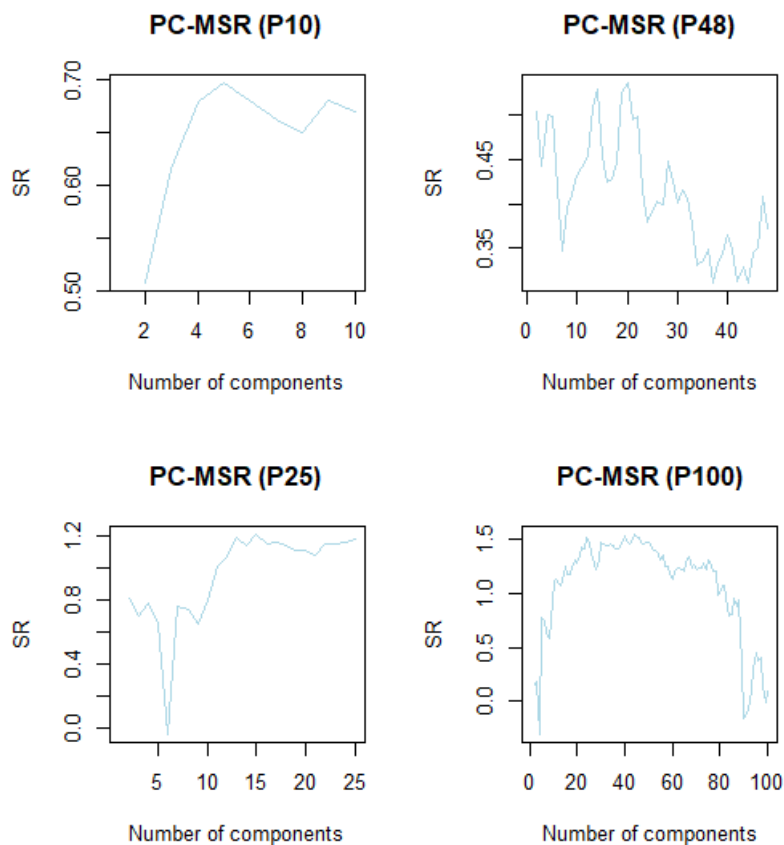 PC-MSR (P10)
SR
0.50 0.60 0.70
2 4 6 8 10
Number of components
PC-MSR (P48)
SR
0.35 0.45
0 10 20 30 40
Number of components
PC-MSR (P25)
SR
0.0 0.4 0.8 1.2
5 10 15 20 25
Number of components
PC-MSR (P100)
SR
0.0 0.5 1.0 1.5
0 20 40 60 80 100
Number of components